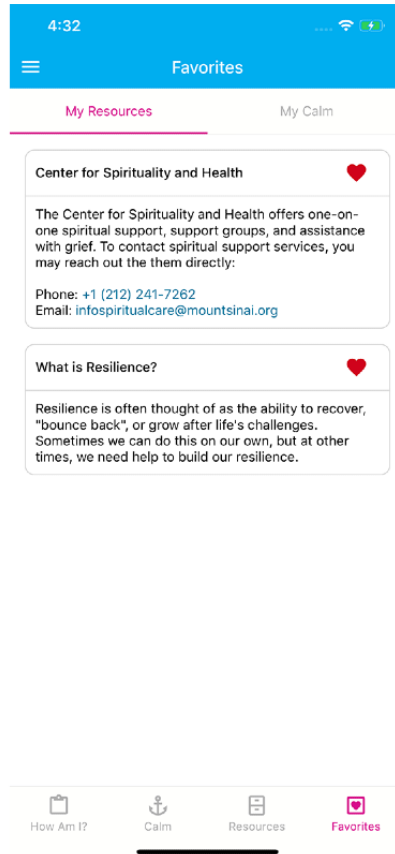 4:32
Favorites
My Resources
My Calm
Center for Spirituality and Health
The Center for Spirituality and Health offers one-on-
one spiritual support, support groups, and assistance
with grief. To contact spiritual support services, you
may reach out the them directly:
Phone: +1 (212) 241-7262
Email: infospiritualcare@mountsinai.org
What is Resilience?
Resilience is often thought of as the ability to recover,
"bounce back", or grow after life's challenges.
Sometimes we can do this on our own, but at other
times, we need help to build our resilience.
How Am I?
Calm
Resources
Favorites